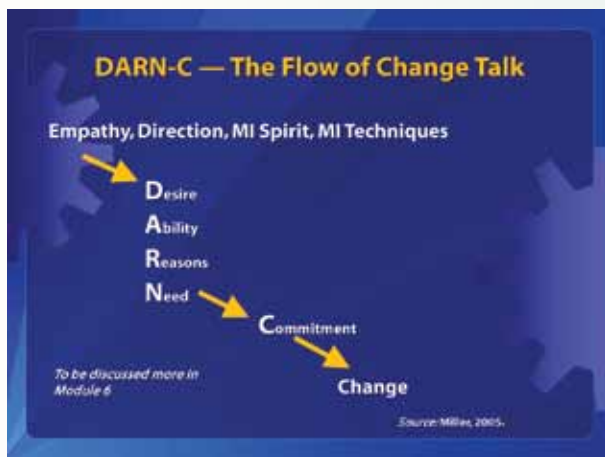 DARN-C — The Flow of Change Talk
Empathy, Direction, MI Spirit, MI Techniques
Desire
Ability
Reasons
Need
Commitment
Change
To be discussed more in
Module 6
Source: Miller, 2005.